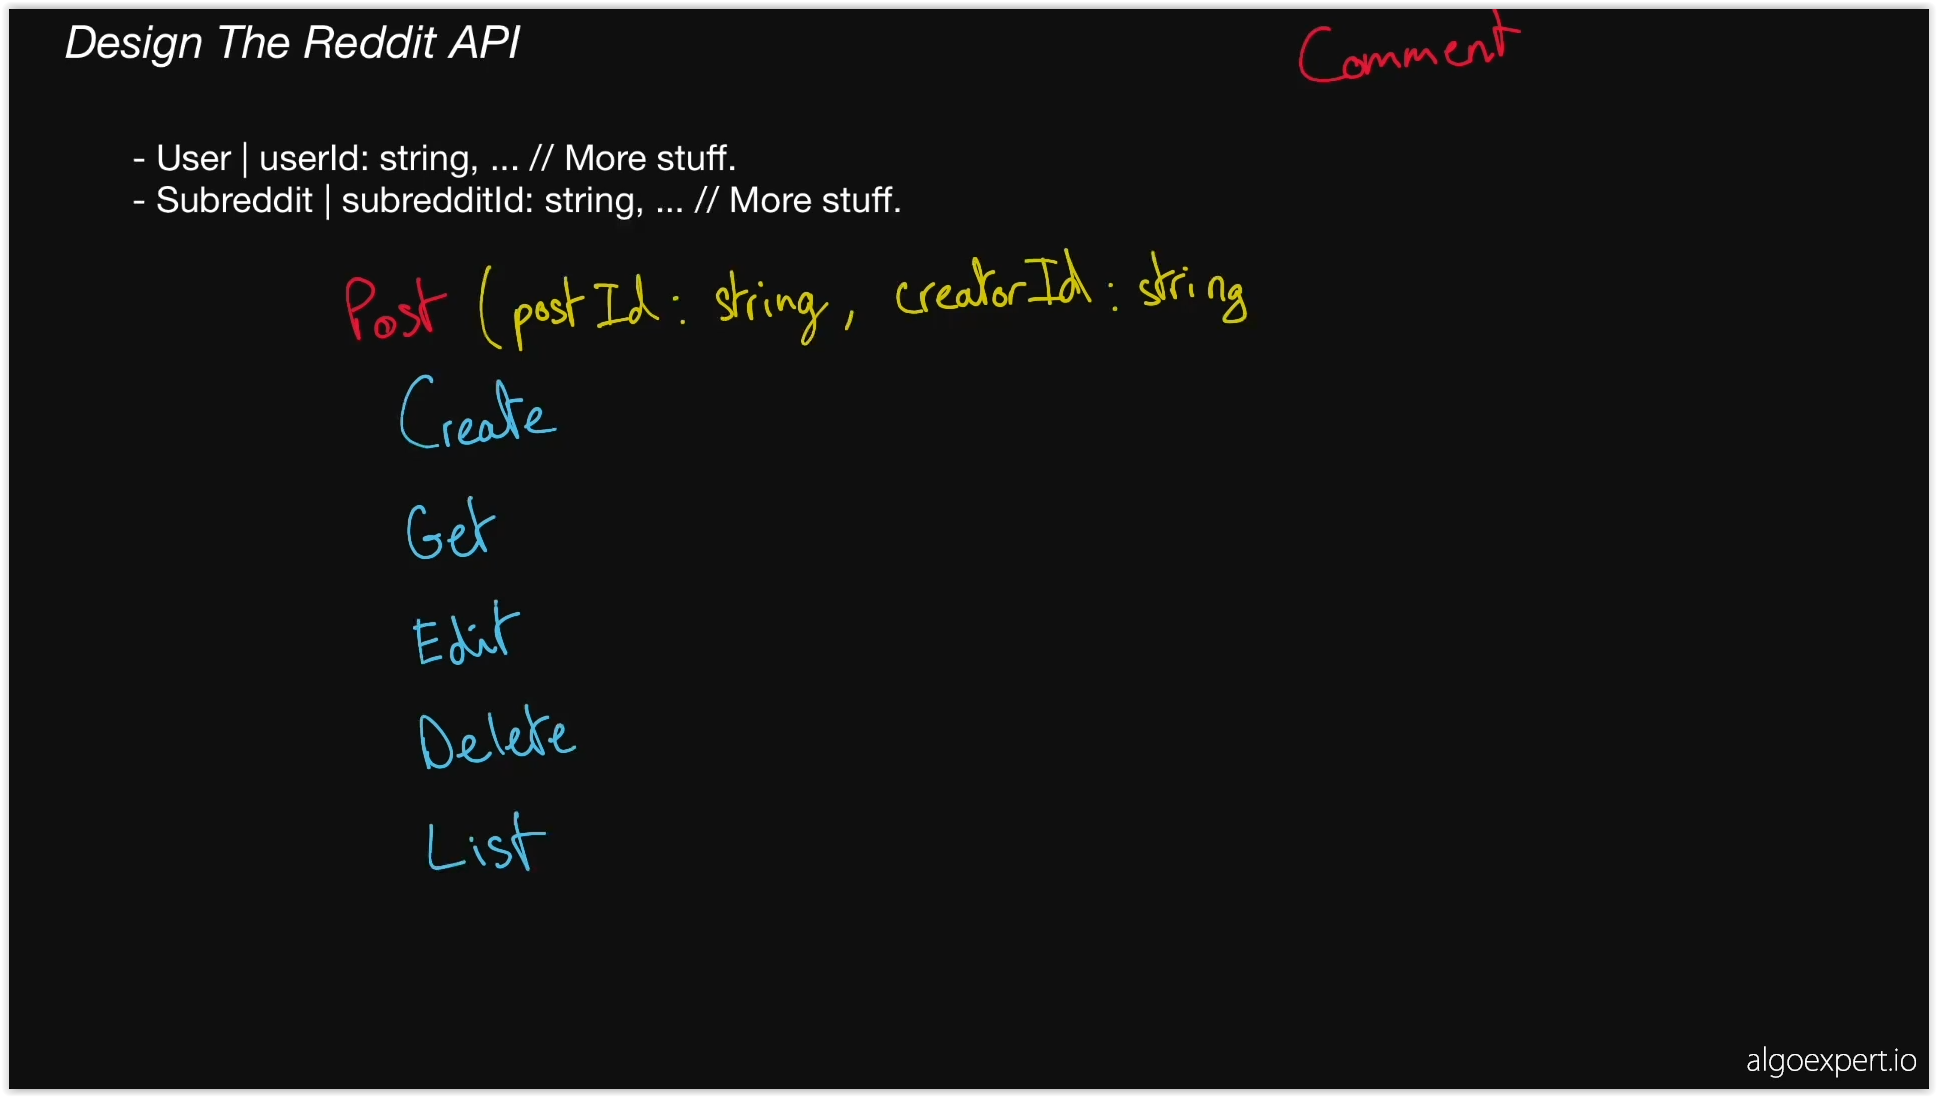 Design The Reddit API
Comment
- User | userId: string, ... // More stuff.
- Subreddit | subredditId: string, ... // More stuff.
Post (postId: string, creatorId: string
Create
Get
Edit
Delete
List
algoexpert.io